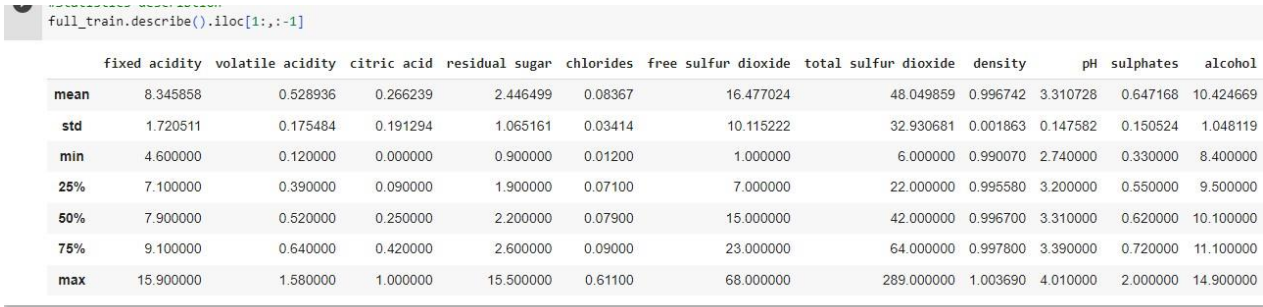 full_train.describe().iloc[1:,:-1]
fixed acidity volatile acidity citric acid residual sugar chlorides free sulfur dioxide total sulfur dioxide density pH sulphates alcohol
mean 8.345858 0.528936 0.266239 2.446499 0.08367 16.477024 48.049859 0.996742 3.310728 0.647168 10.424669
std 1.720511 0.175484 0.191294 1.065161 0.03414 10.115222 32.930681 0.001863 0.147582 0.150524 1.048119
min 4.600000 0.120000 0.000000 0.900000 0.01200 1.000000 6.000000 0.990070 2.740000 0.330000 8.400000
25% 7.100000 0.390000 0.090000 1.900000 0.07100 7.000000 22.000000 0.995580 3.200000 0.550000 9.500000
50% 7.900000 0.520000 0.250000 2.200000 0.07900 15.000000 42.000000 0.996700 3.310000 0.620000 10.100000
75% 9.100000 0.640000 0.420000 2.600000 0.09000 23.000000 64.000000 0.997800 3.390000 0.720000 11.100000
max 15.900000 1.580000 1.000000 15.500000 0.61100 68.000000 289.000000 1.003690 4.010000 2.000000 14.900000